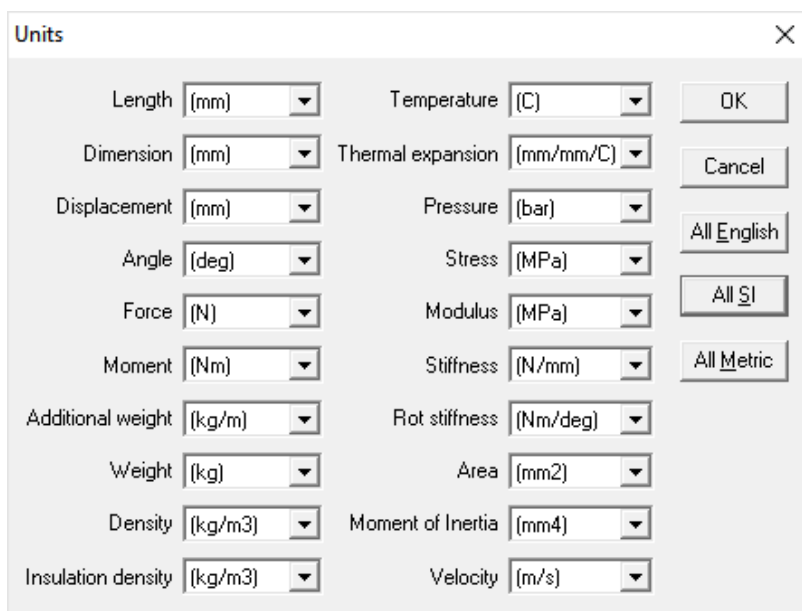 Units
Length (mm) Temperature (C) OK
Dimension (mm) Thermal expansion (mm/mm/C) Cancel
Displacement (mm) Pressure (bar) All English
Angle (deg) Stress (MPa) All SI
Force (N) Modulus (MPa)
Moment (Nm) Stiffness (N/mm) All Metric
Additional weight (kg/m) Rot stiffness (Nm/deg)
Weight (kg) Area (mm2)
Density (kg/m3) Moment of Inertia (mm4)
Insulation density (kg/m3) Velocity (m/s)